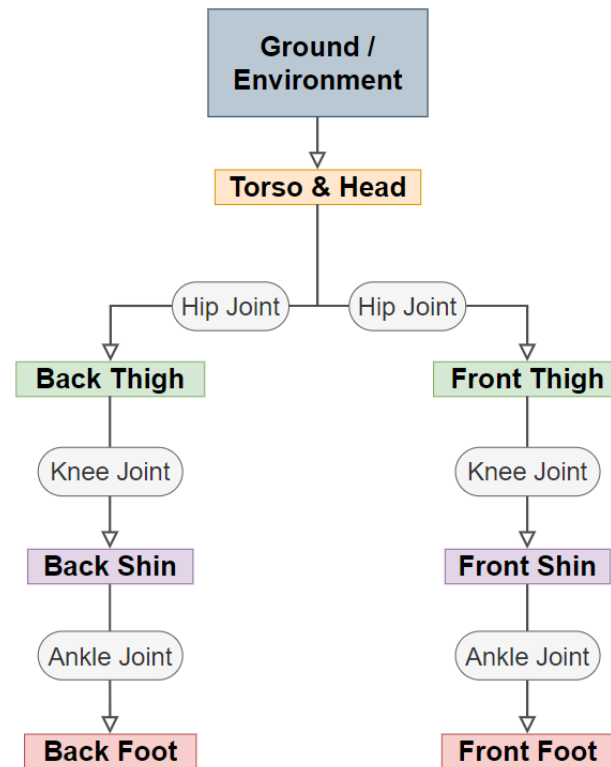 Ground /
Environment
Torso & Head
Hip Joint
Hip Joint
Back Thigh
Front Thigh
Knee Joint
Knee Joint
Back Shin
Front Shin
Ankle Joint
Ankle Joint
Back Foot
Front Foot